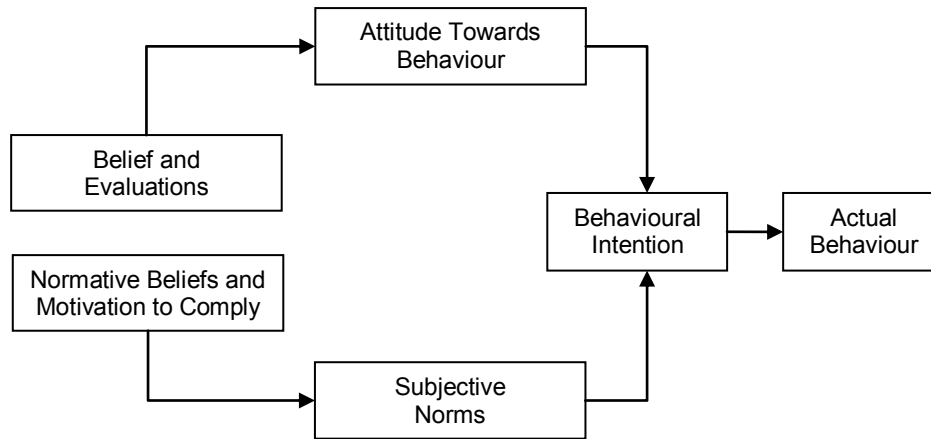 Attitude Towards
Behaviour
Belief and
Evaluations
Behavioural
Intention
Actual
Behaviour
Normative Beliefs and
Motivation to Comply
Subjective
Norms